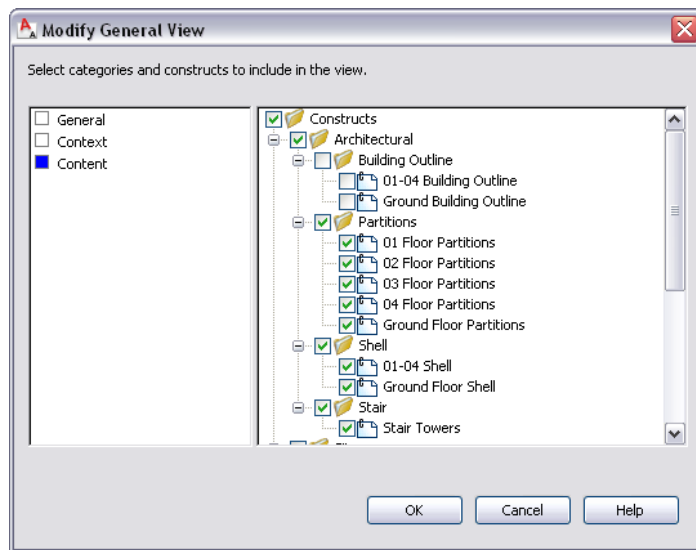 Modify General View
Select categories and constructs to include in the view.
General
Context
Content
Constructs
Architectural
Building Outline
01-04 Building Outline
Ground Building Outline
Partitions
01 Floor Partitions
02 Floor Partitions
03 Floor Partitions
04 Floor Partitions
Ground Floor Partitions
Shell
01-04 Shell
Ground Floor Shell
Stair
Stair Towers
OK
Cancel
Help